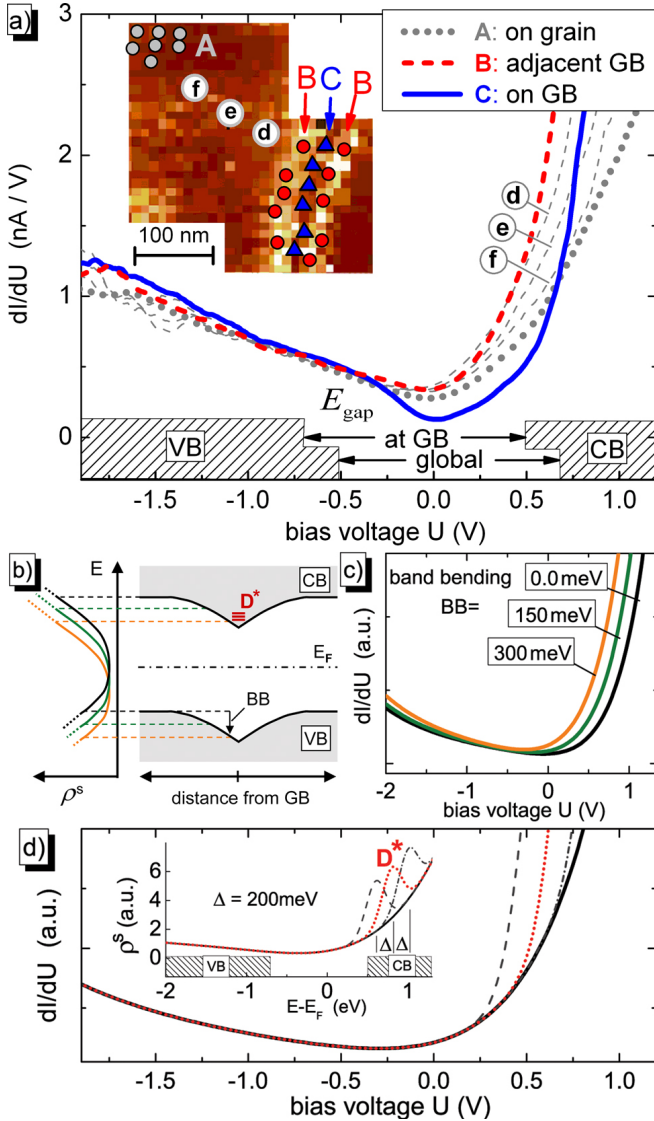 a)
3
2
1
0
dI/dU (nA / V)
A: on grain
B: adjacent GB
C: on GB
A
f
e
d
B
C
B
100 nm
d
e
f
E gap
VB
at GB
global
CB
-1.5
-1.0
-0.5
0.0
0.5
1.0
bias voltage U (V)
b)
E
CB
D*
E_F
BB
VB
ρ^s
distance from GB
c)
band bending
BB=
0.0 meV
150 meV
300 meV
dI/dU (a.u.)
-2
-1
0
1
bias voltage U (V)
d)
dI/dU (a.u.)
ρ^s (a.u.)
6
4
2
0
Δ = 200meV
D*
Δ
Δ
VB
CB
-2
-1
0
1
E-E_F (eV)
-1.5
-1.0
-0.5
0.0
0.5
1.0
bias voltage U (V)